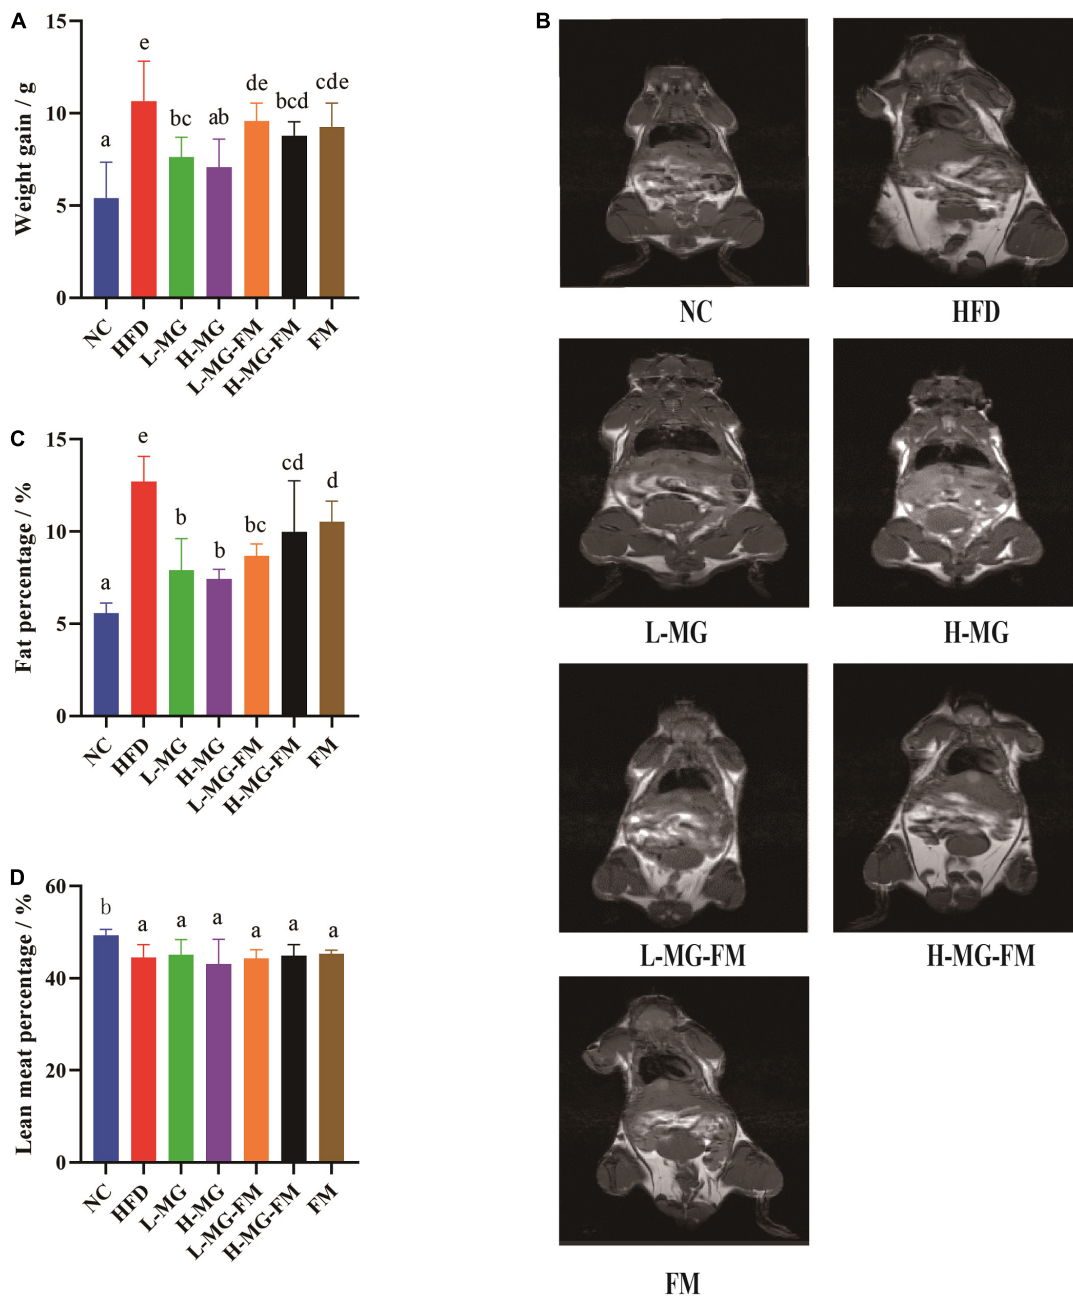 A
Weight gain / g
15
10
5
0
a
e
bc
ab
de
bcd
cde
NC
HFD
L-MG
H-MG
L-MG-FM
H-MG-FM
FM
B
NC
HFD
L-MG
H-MG
L-MG-FM
H-MG-FM
FM
C
Fat percentage / %
15
10
5
0
a
e
b
b
bc
cd
d
NC
HFD
L-MG
H-MG
L-MG-FM
H-MG-FM
FM
D
Lean meat percentage / %
60
40
20
0
b
a
a
a
a
a
a
NC
HFD
L-MG
H-MG
L-MG-FM
H-MG-FM
FM